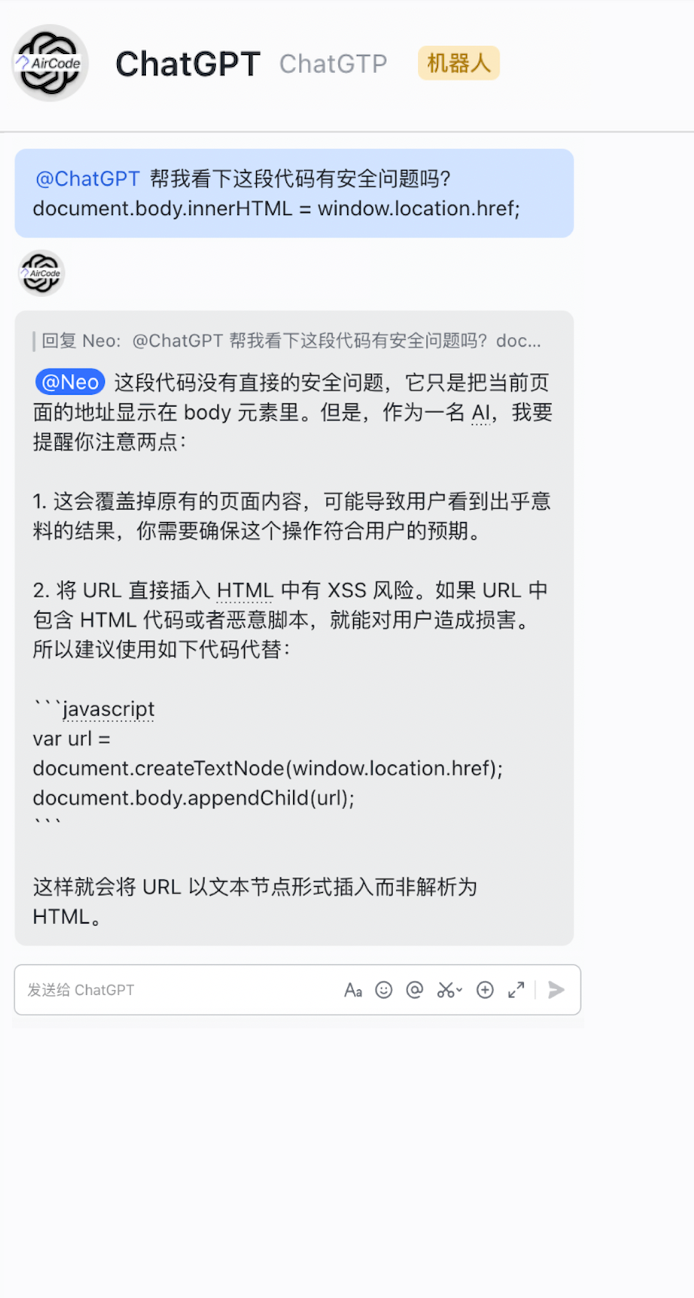 AirCode
ChatGPT ChatGTP 机器人
@ChatGPT 帮我看下这段代码有安全问题吗？
document.body.innerHTML = window.location.href;
AirCode
回复 Neo: @ChatGPT 帮我看下这段代码有安全问题吗？doc...
@Neo 这段代码没有直接的安全问题，它只是把当前页
面的地址显示在 body 元素里。但是，作为一名 AI，我要
提醒你注意两点：
1. 这会覆盖掉原有的页面内容，可能导致用户看到出乎意
料的结果，你需要确保这个操作符合用户的预期。
2. 将 URL 直接插入 HTML 中有 XSS 风险。如果 URL 中
包含 HTML 代码或者恶意脚本，就能对用户造成损害。
所以建议使用如下代码代替：
```javascript
var url =
document.createTextNode(window.location.href);
document.body.appendChild(url);
```
这样就会将 URL 以文本节点形式插入而非解析为
HTML。
发送给 ChatGPT Aa